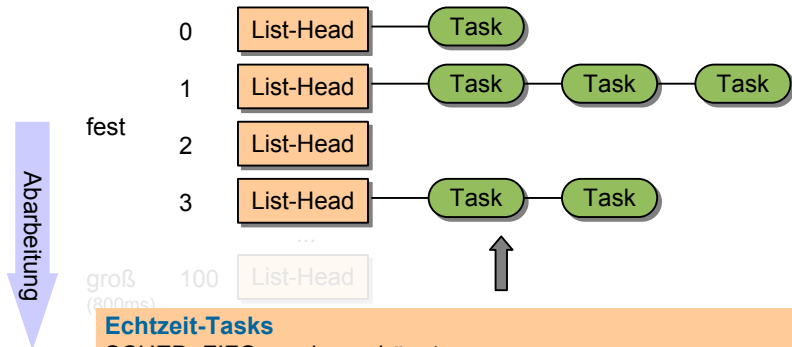 0 List-Head Task
1 List-Head Task Task Task
fest
2 List-Head
3 List-Head Task Task
...
Abarbeitung
groß 100 List-Head
(800ms)
Echtzeit-Tasks